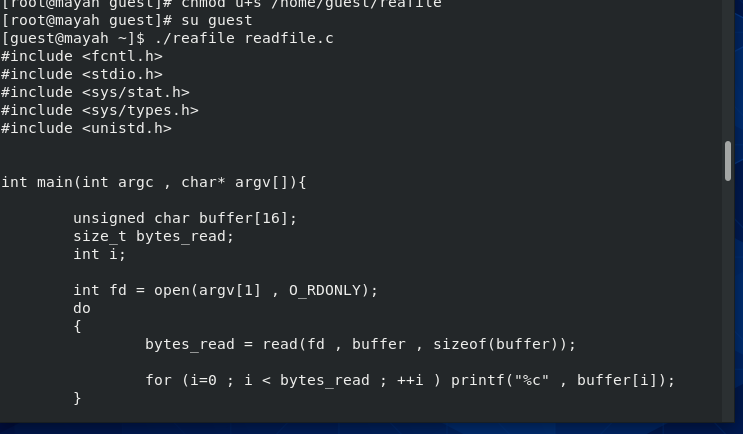 [root@mayah guest]# chmod u+s /home/guest/reafile
[root@mayah guest]# su guest
[guest@mayah ~]$ ./reafile readfile.c
#include <fcntl.h>
#include <stdio.h>
#include <sys/stat.h>
#include <sys/types.h>
#include <unistd.h>
int main(int argc , char* argv[]){
unsigned char buffer[16];
size_t bytes_read;
int i;
int fd = open(argv[1] , O_RDONLY);
do
{
bytes_read = read(fd , buffer , sizeof(buffer));
for (i=0 ; i < bytes_read ; ++i ) printf("%c" , buffer[i]);
}